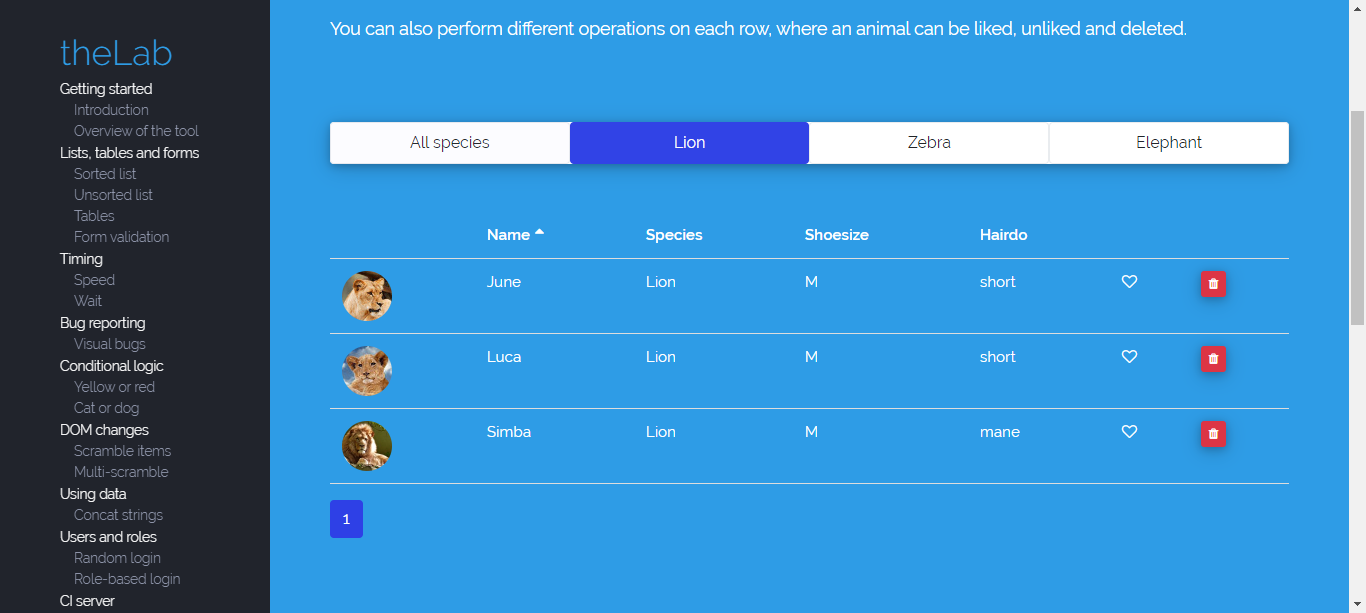 theLab
Getting started
Introduction
Overview of the tool
Lists, tables and forms
Sorted list
Unsorted list
Tables
Form validation
Timing
Speed
Wait
Bug reporting
Visual bugs
Conditional logic
Yellow or red
Cat or dog
DOM changes
Scramble items
Multi-scramble
Using data
Concat strings
Users and roles
Random login
Role-based login
CI server
You can also perform different operations on each row, where an animal can be liked, unliked and deleted.
All species Lion Zebra Elephant
Name Species Shoesize Hairdo
June Lion M short
Luca Lion M short
Simba Lion M mane
1